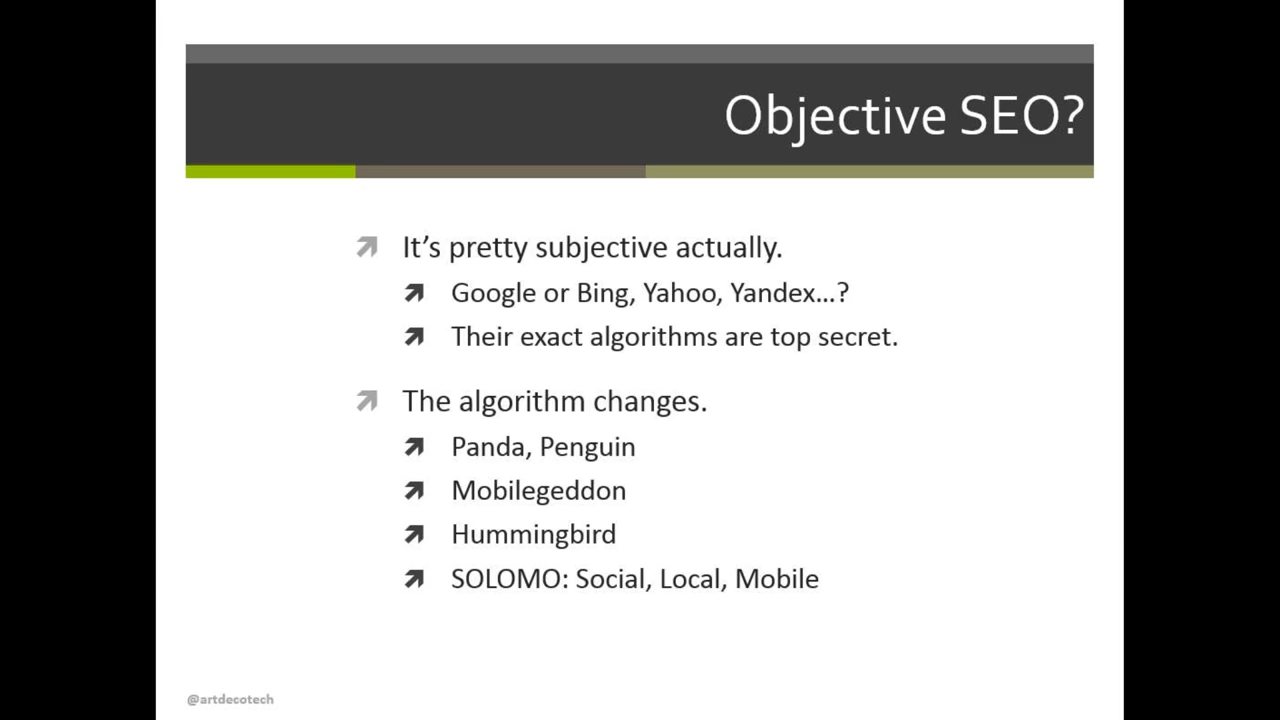 Objective SEO?
It’s pretty subjective actually.
Google or Bing, Yahoo, Yandex…?
Their exact algorithms are top secret.
The algorithm changes.
Panda, Penguin
Mobilegeddon
Hummingbird
SOLOMO: Social, Local, Mobile
@artdecotech